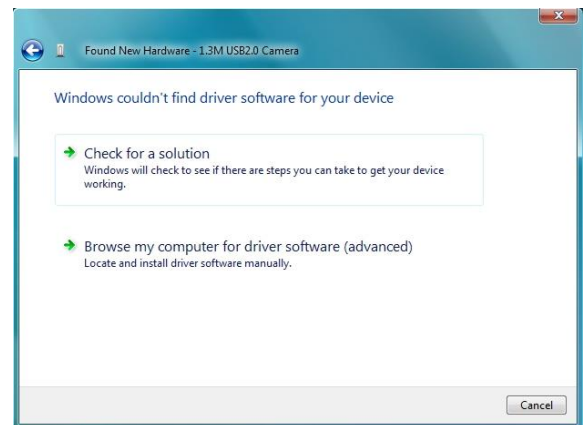 Found New Hardware - 1.3M USB2.0 Camera
Windows couldn't find driver software for your device
Check for a solution
Windows will check to see if there are steps you can take to get your device
working.
Browse my computer for driver software (advanced)
Locate and install driver software manually.
Cancel